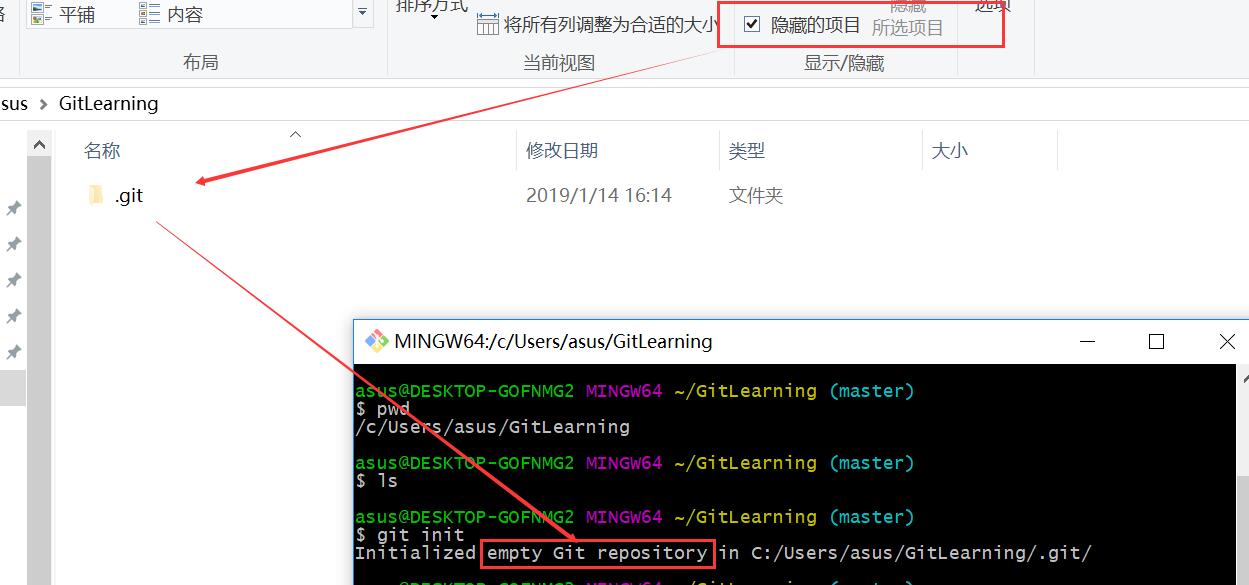 平铺
内容
排序方式
将所有列调整为合适的大小
隐藏的项目
隐藏
所选项目
选项
布局
当前视图
显示/隐藏
sus > GitLearning
名称 修改日期 类型 大小
.git 2019/1/14 16:14 文件夹
MINGW64:/c/Users/asus/GitLearning
asus@DESKTOP-GOFNMG2 MINGW64 ~/GitLearning (master)
$ pwd
/c/Users/asus/GitLearning
asus@DESKTOP-GOFNMG2 MINGW64 ~/GitLearning (master)
$ ls
asus@DESKTOP-GOFNMG2 MINGW64 ~/GitLearning (master)
$ git init
Initialized empty Git repository in C:/Users/asus/GitLearning/.git/